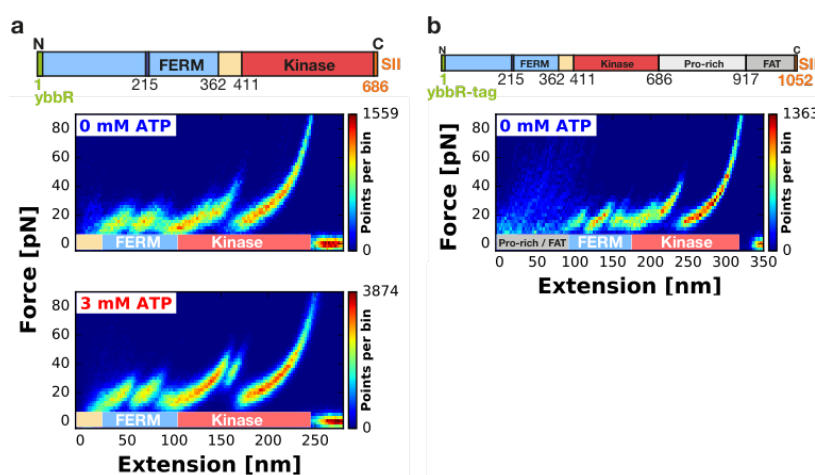 a
N C
FERM Kinase SII
1 215 362 411 686
ybbR
0 mM ATP
1559
Points per bin
0
80
60
40
20
0
FERM Kinase
3 mM ATP
3874
Points per bin
0
80
60
40
20
0
FERM Kinase
0 50 100 150 200 250
Extension [nm]
Force [pN]
b
N C
FERM Kinase Pro-rich FAT SII
1 215 362 411 686 917 1052
ybbR-tag
0 mM ATP
1363
Points per bin
0
80
60
40
20
0
Pro-rich / FAT FERM Kinase
0 50 100 150 200 250 300 350
Extension [nm]